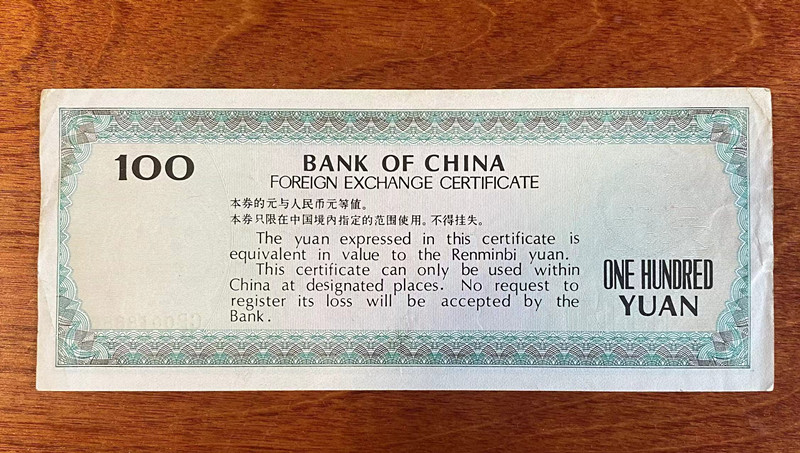 100
BANK OF CHINA
FOREIGN EXCHANGE CERTIFICATE
本券的元与人民币元等值。
本券只限在中国境内指定的范围使用。不得挂失。
The yuan expressed in this certificate is
equivalent in value to the Renminbi yuan.
This certificate can only be used within
China at designated places. No request to
register its loss will be accepted by the
Bank.
ONE HUNDRED
YUAN